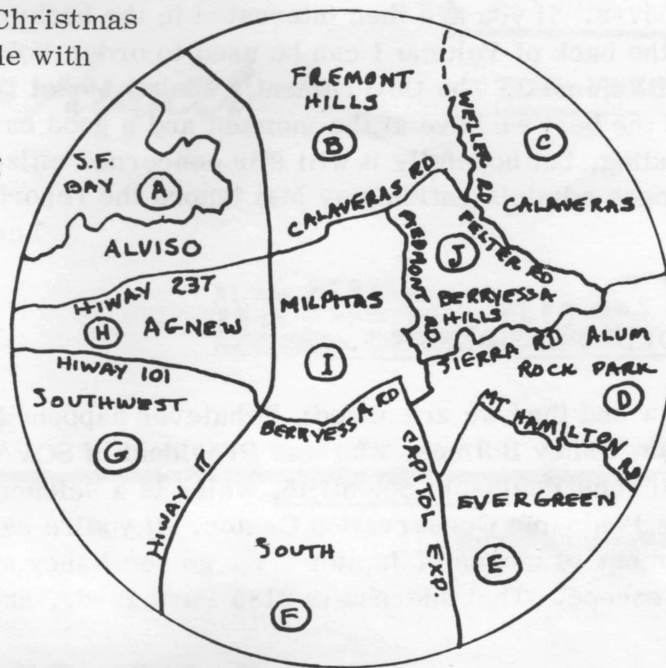 Christmas
le with
FREMONT
HILLS
B
C
WELLER RD
S.F.
BAY
A
CALAVERAS RD
CALAVERAS
ALVISO
PIEDMONT RD
J
FELTER RD
HIWAY 237
MILPITAS
BERRYESSA
HILLS
H
AGNEW
SIERRA RD
ALUM
ROCK PARK
I
HIWAY 101
D
SOUTHWEST
BERRYESSA RD
MT. HAMILTON RD
G
HIWAY 17
CAPITOL EXP.
EVERGREEN
SOUTH
E
F